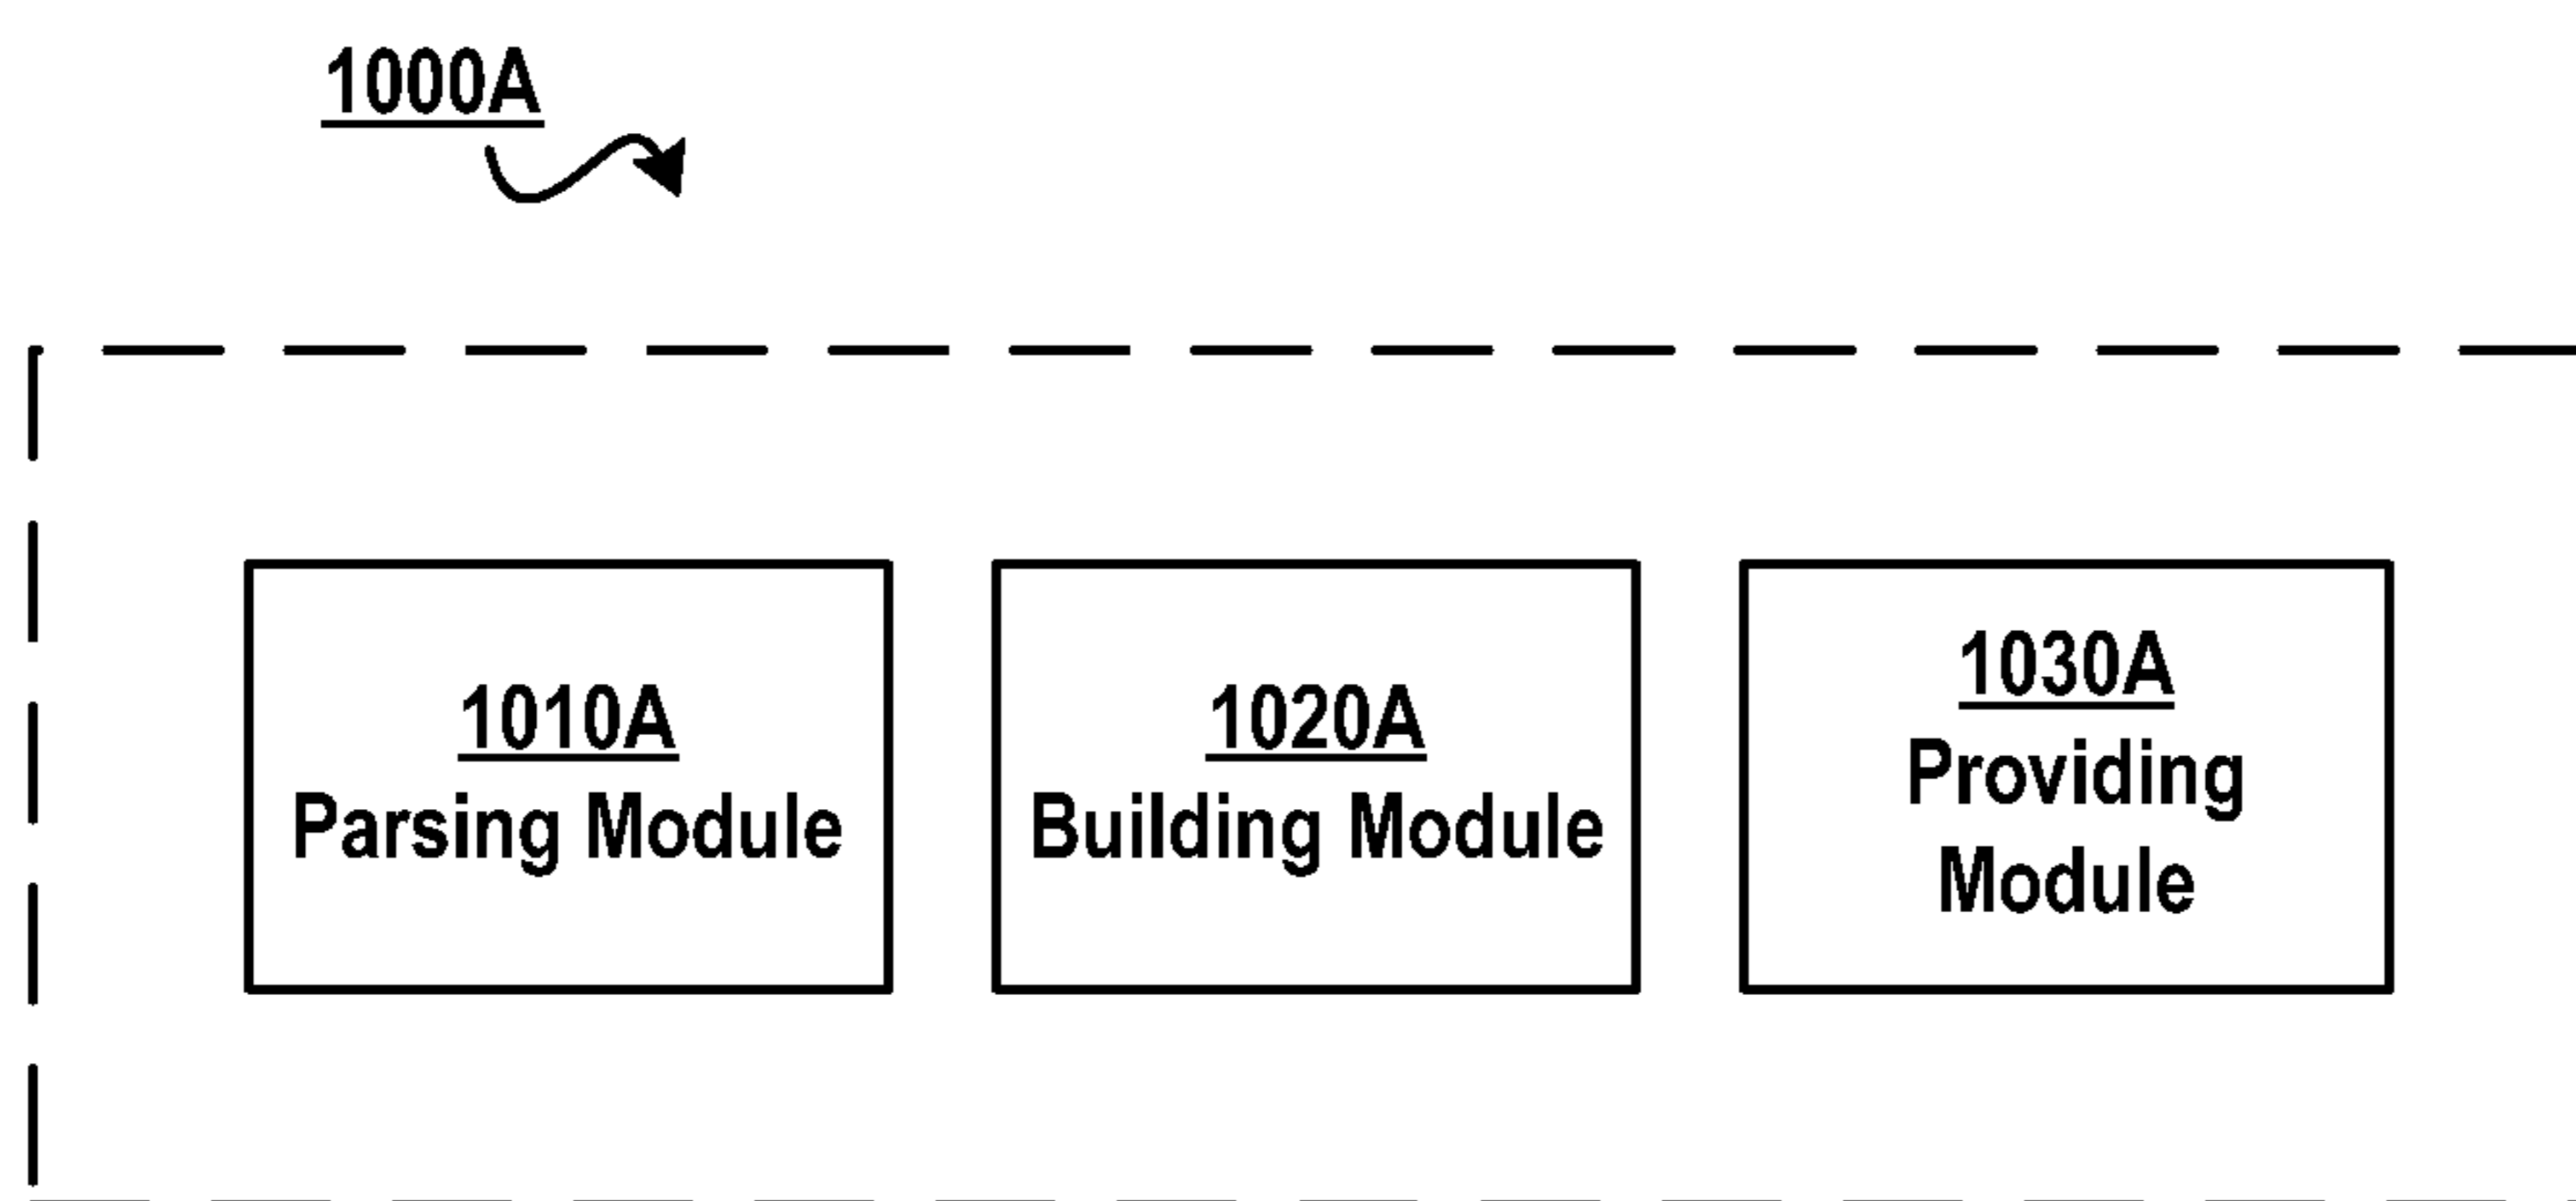 1000A
1010A
Parsing Module
1020A
Building Module
1030A
Providing
Module